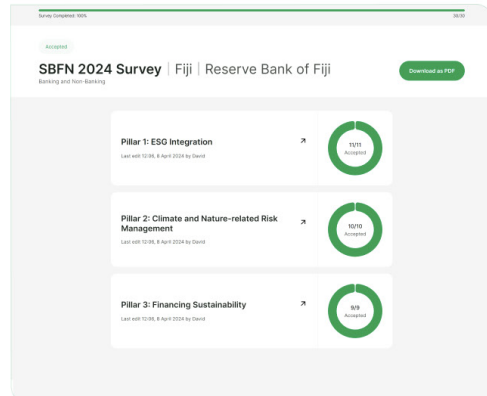 Survey Completed: 100% 30/30
Accepted
SBFN 2024 Survey | Fiji | Reserve Bank of Fiji
Banking and Non-Banking
Download as PDF
Pillar 1: ESG Integration
Last edit 12:06, 8 April 2024 by David
11/11
Accepted
Pillar 2: Climate and Nature-related Risk
Management
Last edit 12:06, 8 April 2024 by David
10/10
Accepted
Pillar 3: Financing Sustainability
Last edit 12:06, 8 April 2024 by David
9/9
Accepted